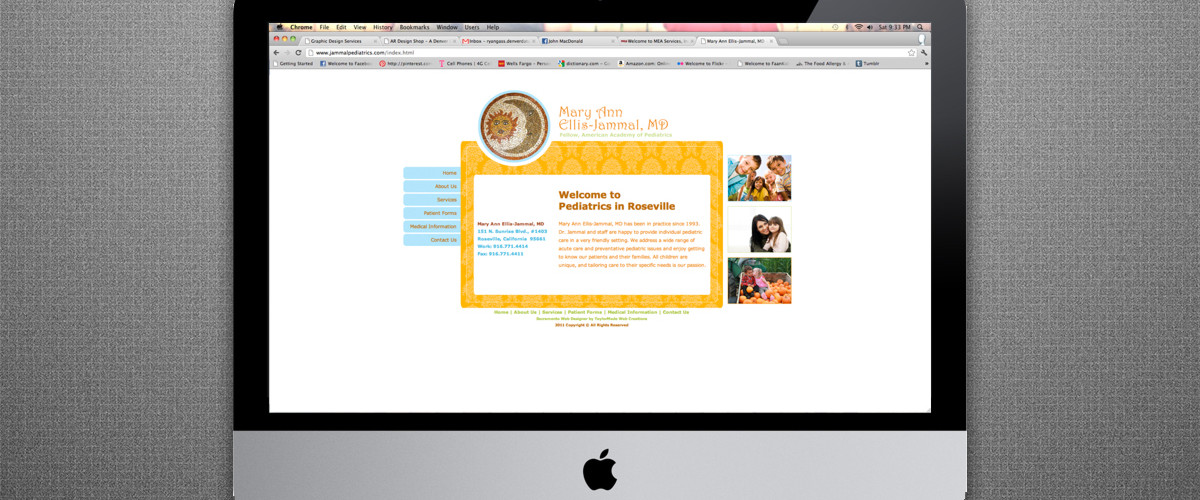 Chrome File Edit View History Bookmarks Window Users Help
Sat 9:33 PM
Graphic Design Services
AR Design Shop – A Denver
Inbox – ryangass.denver
John MacDonald
Welcome to MEA Services,
Mary Ann Ellis-Jammal, MD
www.jammalpediatrics.com/index.html
Getting Started
Welcome to Facebo
http://pinterest.com
Cell Phones | 4G
Wells Fargo – Person
dictionary.com –
Amazon.com: Online
Welcome to Flickr –
Welcome to
The Food Allergy &
Tumblr
Mary Ann
Ellis-Jammal, MD
Fellow, American Academy of Pediatrics
Home
About Us
Services
Patient Forms
Medical Information
Contact Us
Mary Ann Ellis-Jammal, MD
151 N. Sunrise Blvd., #1403
Roseville, California 95661
Work: 916.771.4414
Fax: 916.771.4411
Welcome to
Pediatrics in Roseville
Mary Ann Ellis-Jammal, MD has been in practice since 1993.
Dr. Jammal and staff are happy to provide individual pediatric
care in a very friendly setting. We address a wide range of
acute care and preventative pediatric issues and enjoy getting
to know our patients and their families. All children are
unique, and tailoring care to their specific needs is our passion.
Home | About Us | Services | Patient Forms | Medical Information | Contact Us
Sacramento Web Designer by TaylorMade Web Creations
2011 Copyright © All Rights Reserved